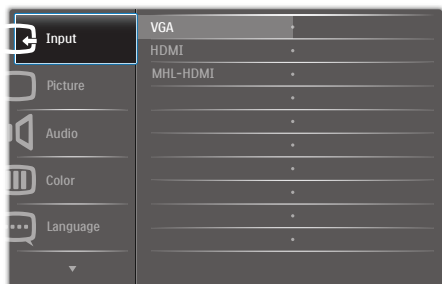 Input
Picture
Audio
Color
Language
VGA
HDMI
MHL-HDMI